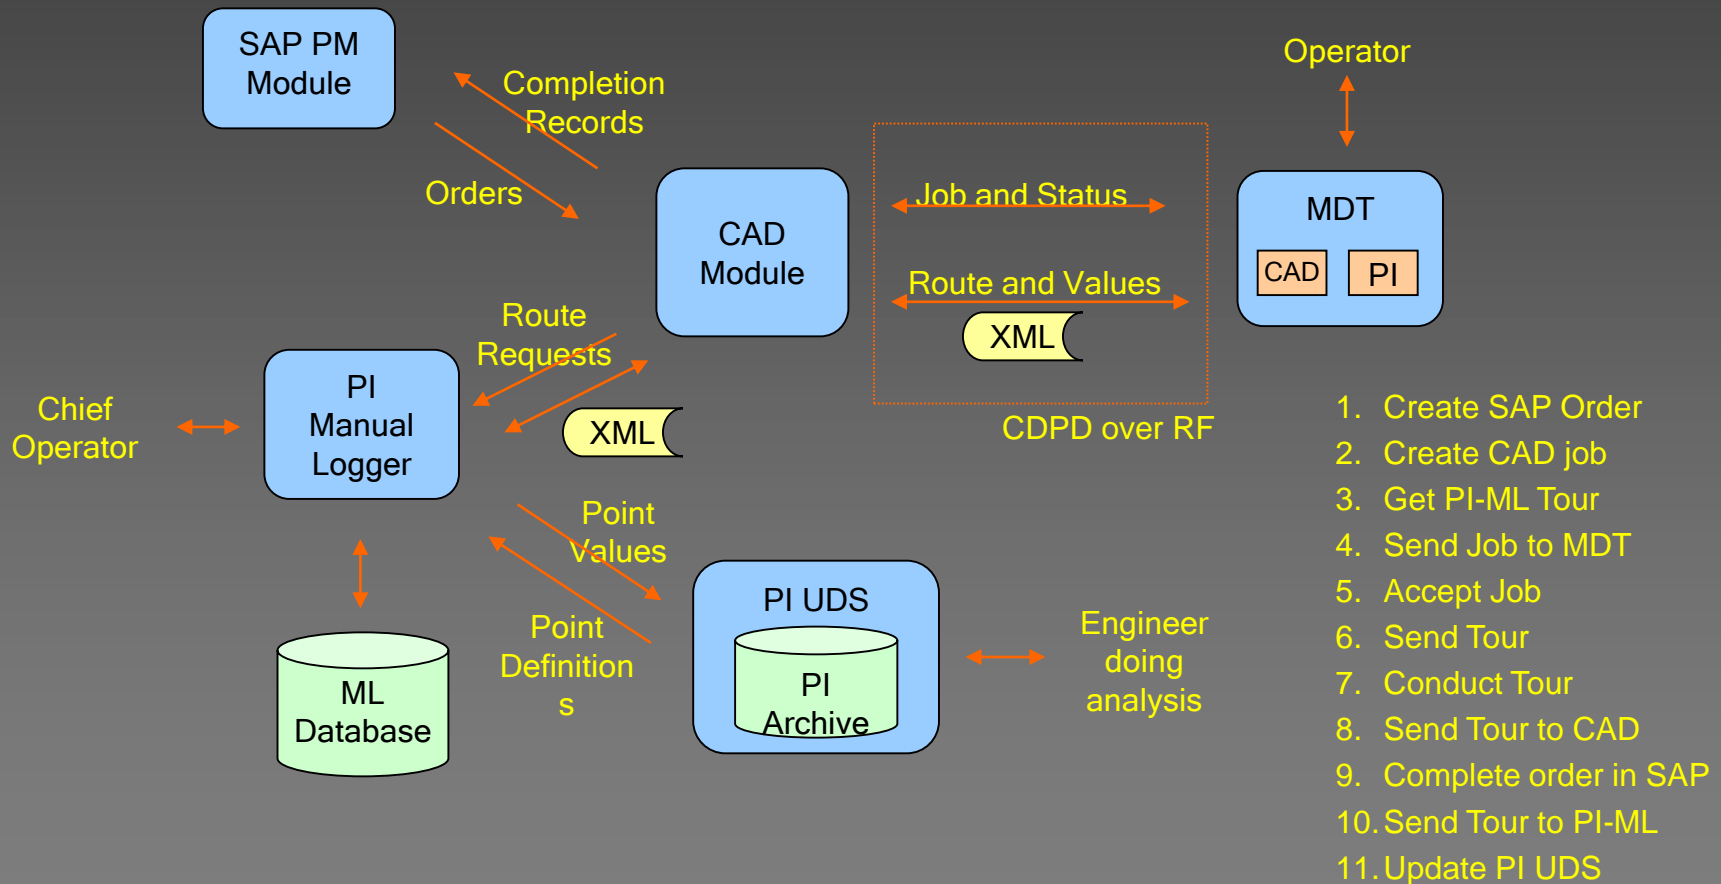 SAP PM
Module
Completion
Records
Orders
Operator
CAD
Module
Job and Status
Route and Values
XML
CDPD over RF
MDT
CAD
PI
Route
Requests
XML
PI
Manual
Logger
Chief
Operator
Point
Values
Point
Definition
s
ML
Database
PI UDS
PI
Archive
Engineer
doing
analysis
1. Create SAP Order
2. Create CAD job
3. Get PI-ML Tour
4. Send Job to MDT
5. Accept Job
6. Send Tour
7. Conduct Tour
8. Send Tour to CAD
9. Complete order in SAP
10. Send Tour to PI-ML
11. Update PI UDS